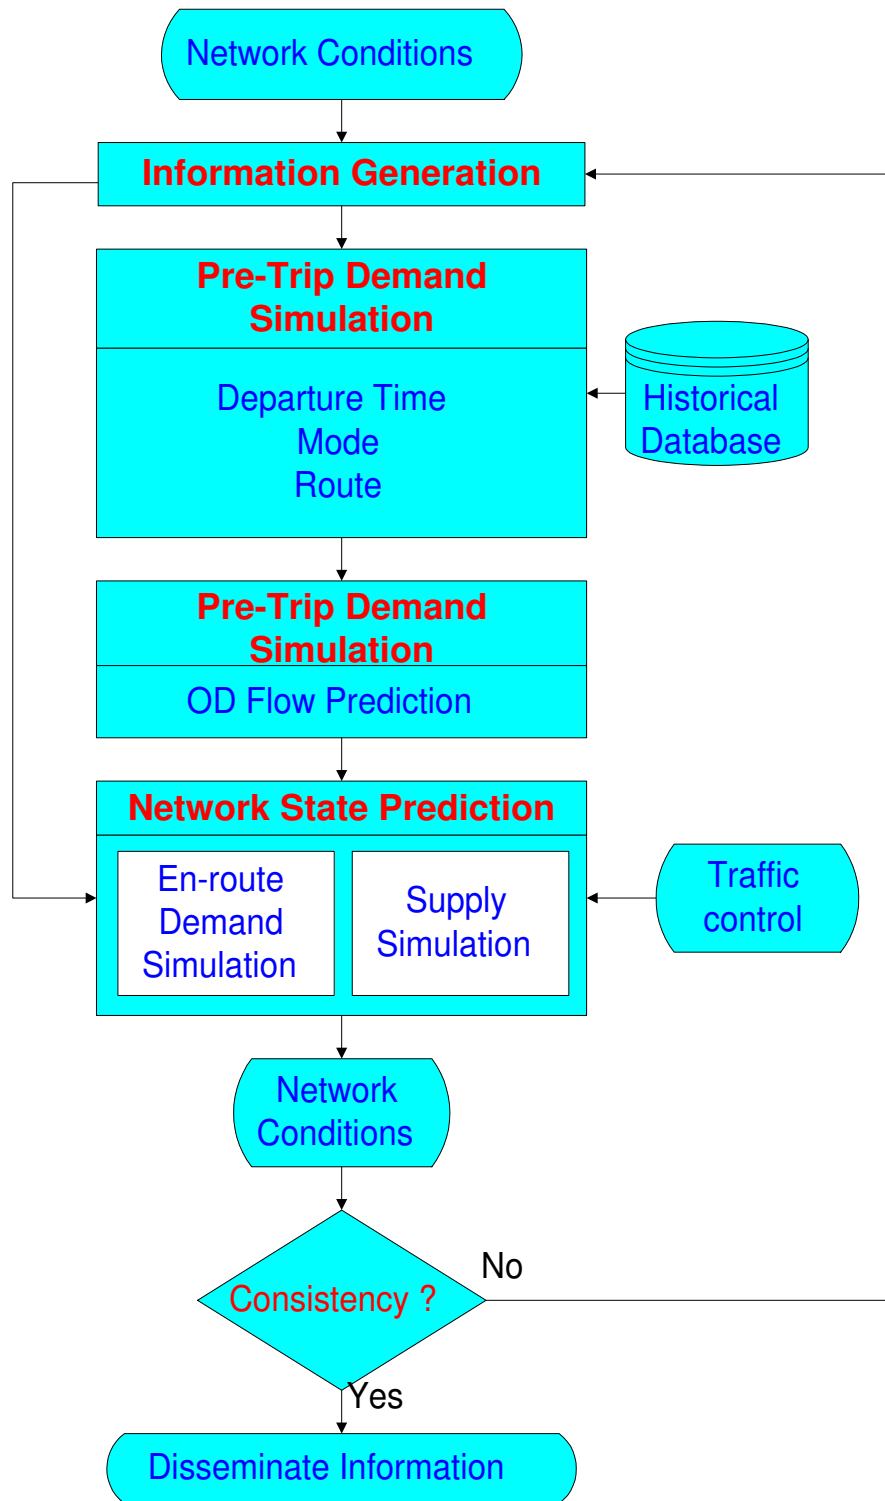 Network Conditions
Information Generation
Pre-Trip Demand
Simulation
Departure Time
Mode
Route
Historical
Database
Pre-Trip Demand
Simulation
OD Flow Prediction
Network State Prediction
En-route
Demand
Simulation
Supply
Simulation
Traffic
control
Network
Conditions
Consistency ?
No
Yes
Disseminate Information